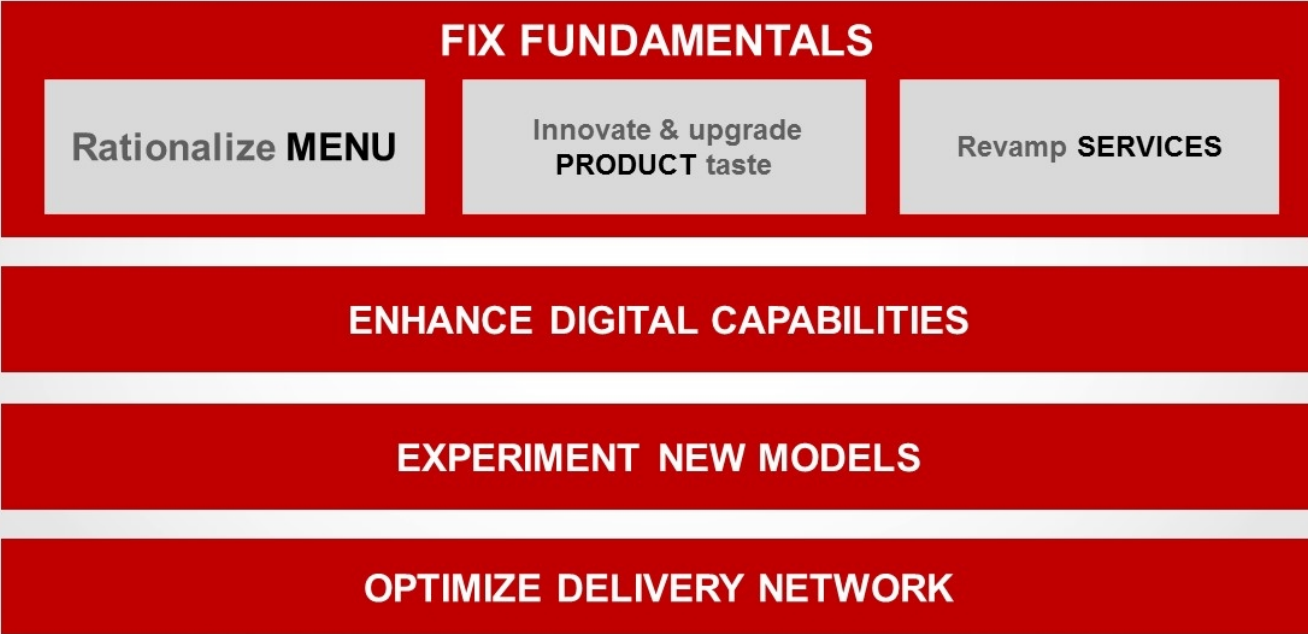 FIX FUNDAMENTALS
Rationalize MENU
Innovate & upgrade
PRODUCT taste
Revamp SERVICES
ENHANCE DIGITAL CAPABILITIES
EXPERIMENT NEW MODELS
OPTIMIZE DELIVERY NETWORK